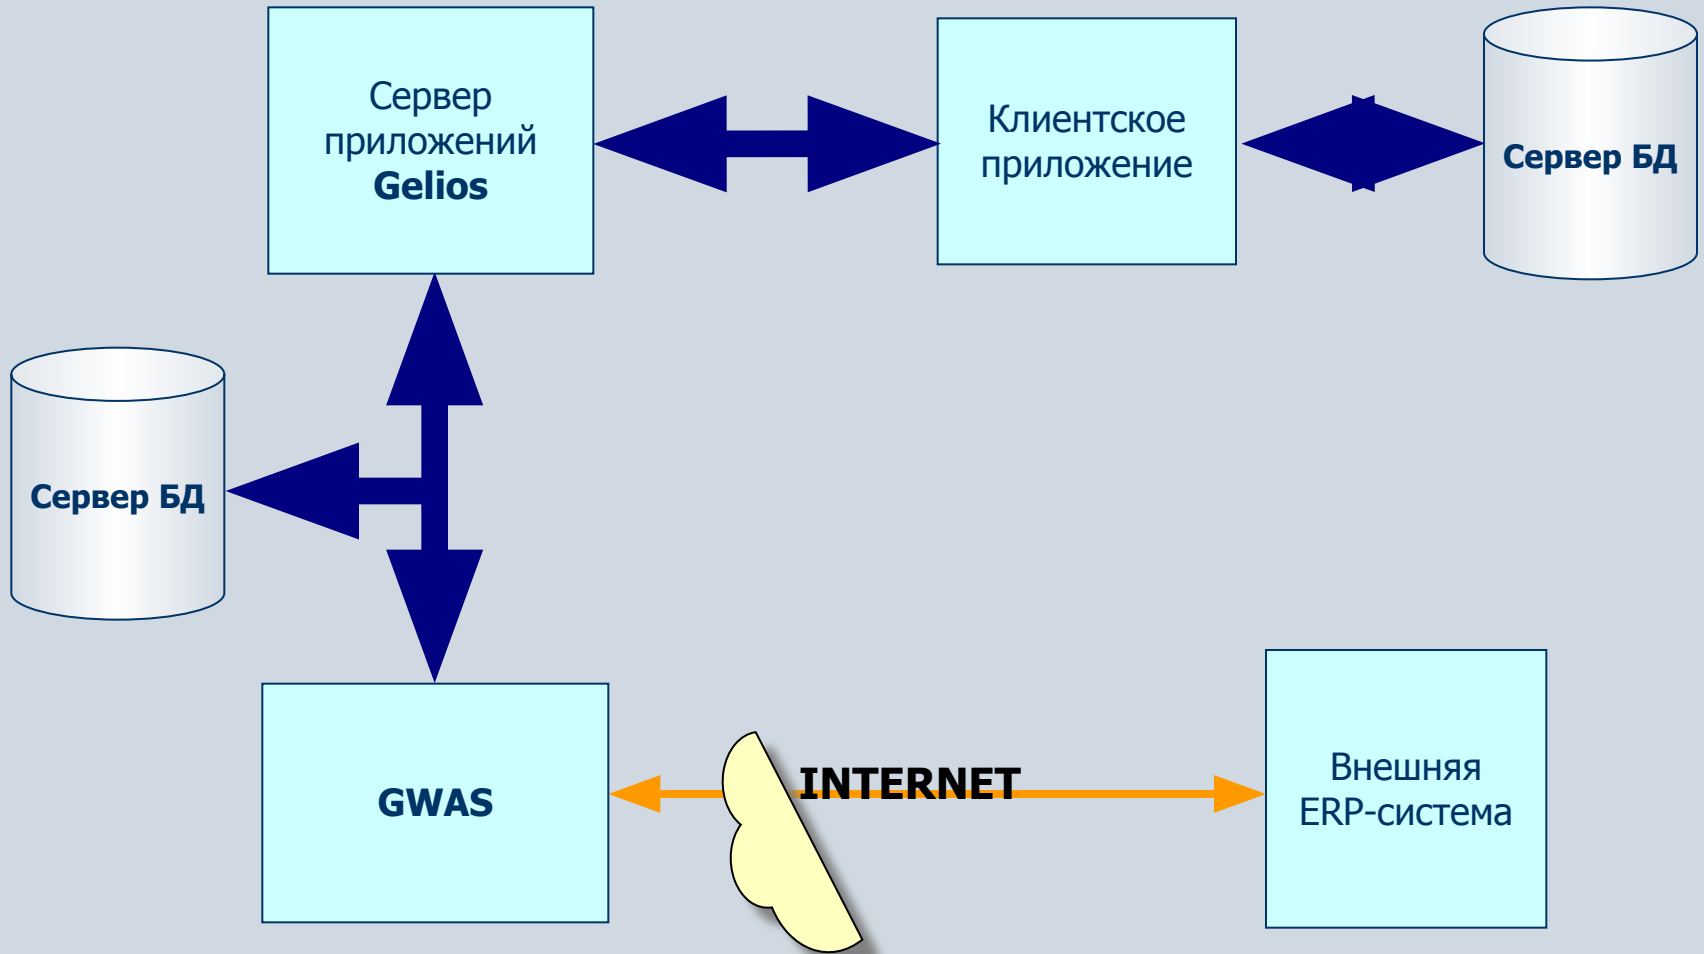 Сервер
приложений
Gelios
Клиентское
приложение
Сервер БД
Сервер БД
GWAS
INTERNET
Внешняя
ERP-система